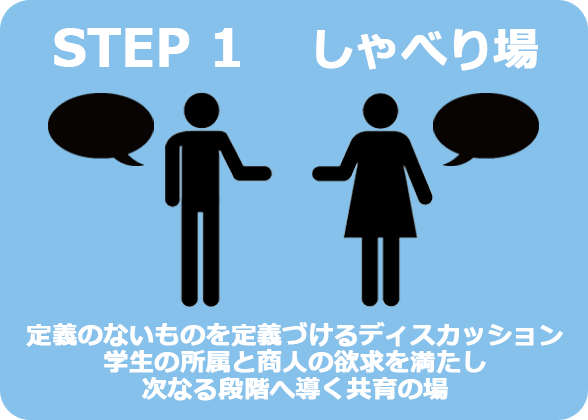 STEP 1 しゃべり場
定義のないものを定義づけるディスカッション
学生の所属と商人の欲求を満たし
次なる段階へ導く共育の場